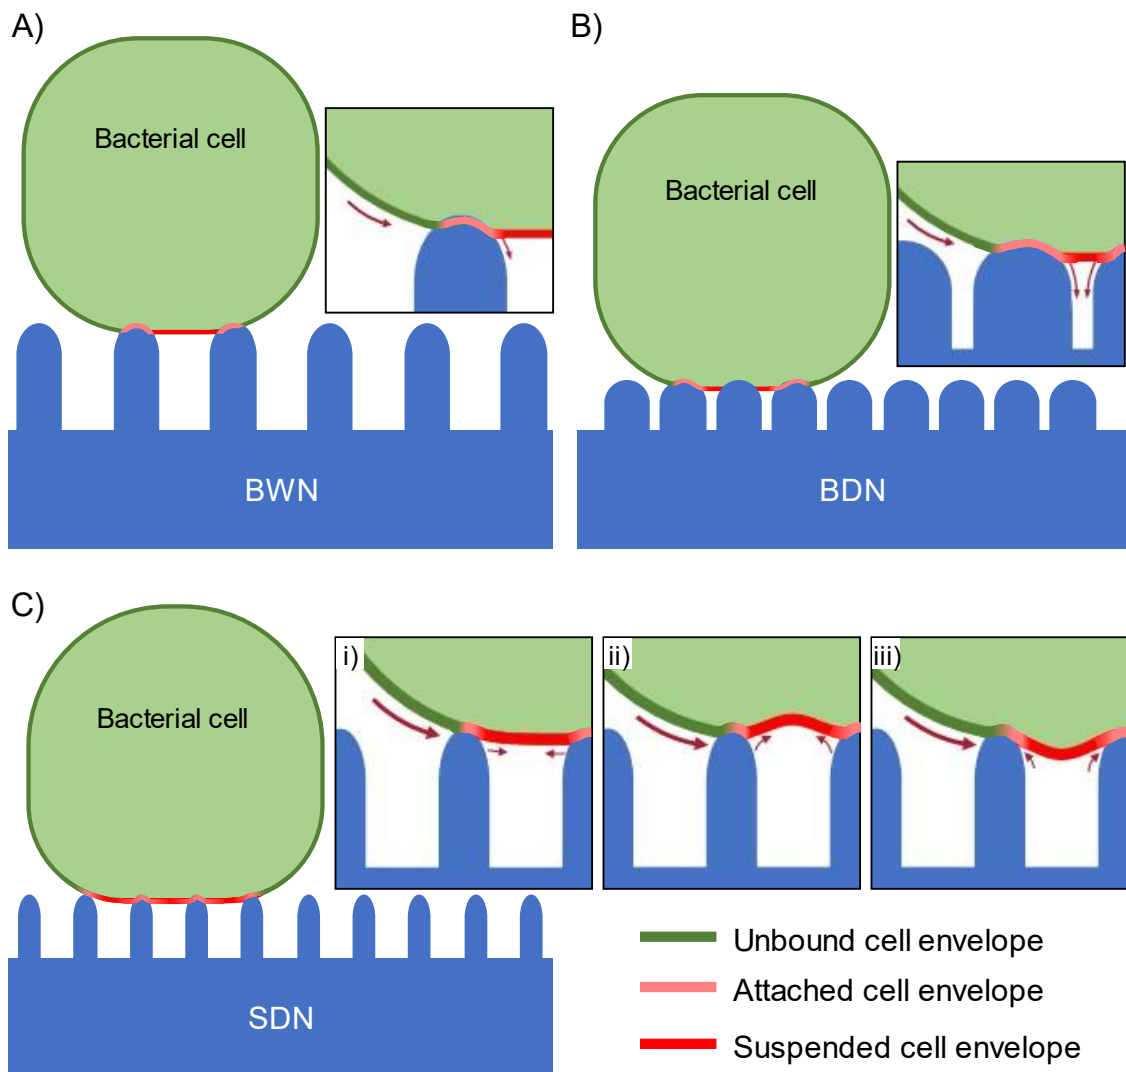 A)
Bacterial cell
BWN
B)
Bacterial cell
BDN
C)
Bacterial cell
i)
ii)
iii)
SDN
Unbound cell envelope
Attached cell envelope
Suspended cell envelope